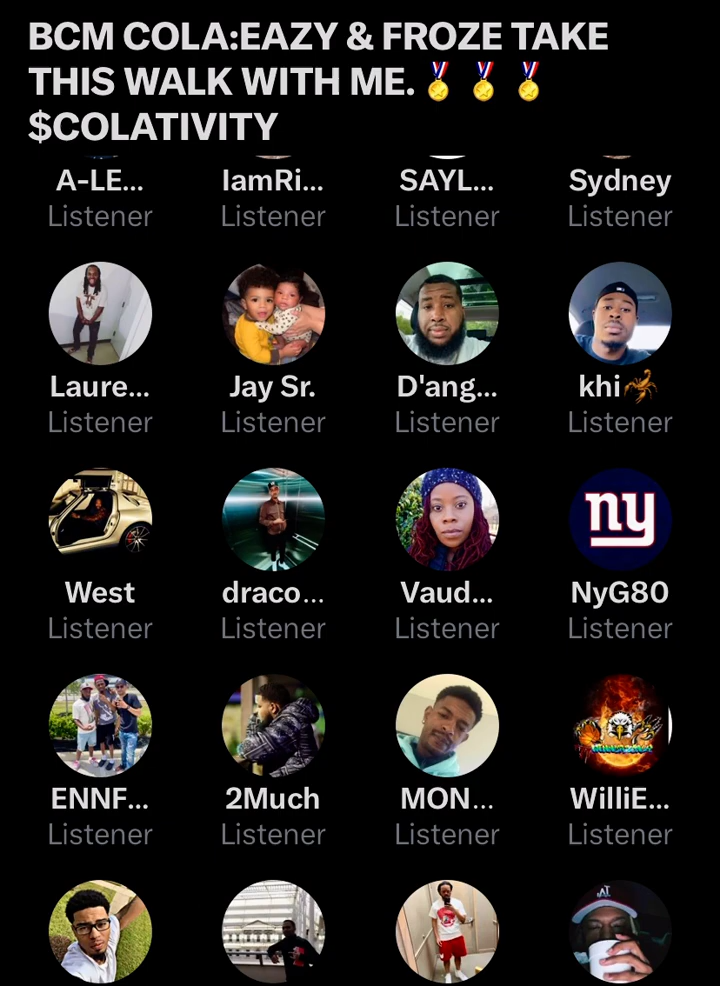 BCM COLA:EAZY & FROZE TAKE
THIS WALK WITH ME.🏅🏅🏅
$COLATIVITY
A-LE... IamRi... SAYL... Sydney
Listener Listener Listener Listener
Laure... Jay Sr. D'ang... khi🦂
Listener Listener Listener Listener
West draco... Vaud... NyG80
Listener Listener Listener Listener
ny
ENNF... 2Much MON... WilliE...
Listener Listener Listener Listener